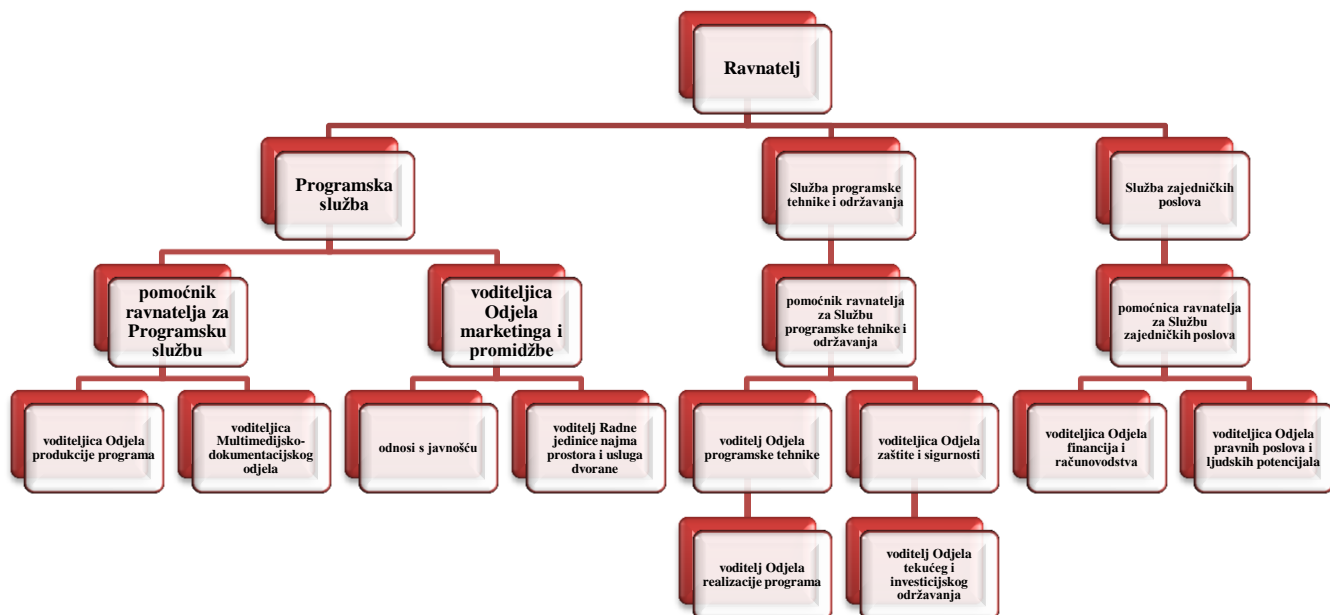 Ravnatelj
Programska
služba
Služba programske
tehnike i održavanja
Služba zajedničkih
poslova
pomoćnik
ravnatelja za
Programsku
službu
voditeljica
Odjela
marketinga i
promidžbe
pomoćnik ravnatelja
za Službu
programske tehnike i
održavanja
pomoćnica ravnatelja
za Službu
zajedničkih poslova
voditeljica Odjela
produkcije programa
voditeljica
Multimedijsko-
dokumentacijskog
odjela
odnosi s javnošću
voditelj Radne
jedinice najma
prostora i usluga
dvorane
voditelj Odjela
programske tehnike
voditeljica Odjela
zaštite i sigurnosti
voditeljica Odjela
financija i
računovodstva
voditeljica Odjela
pravnih poslova i
ljudskih potencijala
voditelj Odjela
realizacije programa
voditelj Odjela
tekućeg i
investicijskog
održavanja